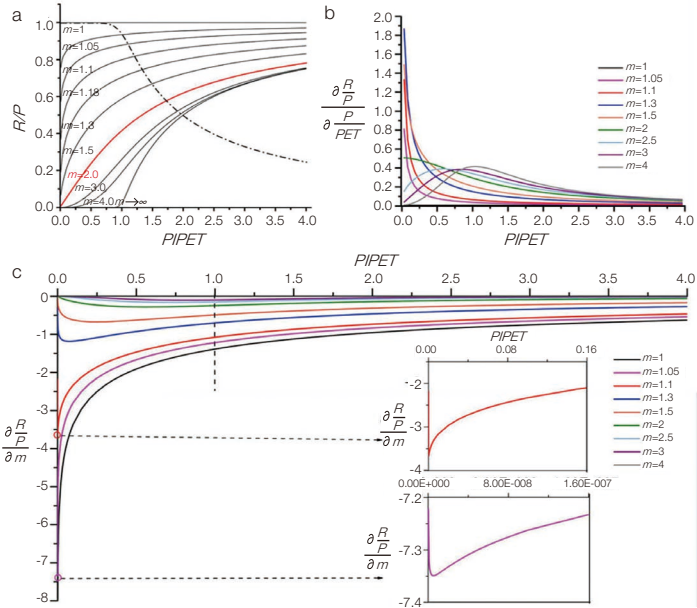 a
1.0
0.8
0.6
0.4
0.2
0.0
R/P
m=1
m=1.05
m=1.1
m=1.18
m=1.3
m=1.5
m=2.0
m=3.0
m=4.0 m→∞
0.0 0.5 1.0 1.5 2.0 2.5 3.0 3.5 4.0
PIPET
b
2.0
1.8
1.6
1.4
1.2
1.0
0.8
0.6
0.4
0.2
0.0
∂ R/P
∂ P/PET
m=1
m=1.05
m=1.1
m=1.3
m=1.5
m=2
m=2.5
m=3
m=4
0.0 0.5 1.0 1.5 2.0 2.5 3.0 3.5 4.0
PIPET
c
PIPET
0.0 0.5 1.0 1.5 2.0 2.5 3.0 3.5 4.0
0
-1
-2
-3
-4
-5
-6
-7
-8
∂ R/P
∂ m
PIPET
0.00 0.08 0.16
-2
-3
-4
∂ R/P
∂ m
0.00E+000 8.00E-008 1.60E-007
-7.2
-7.3
-7.4
∂ R/P
∂ m
m=1
m=1.05
m=1.1
m=1.3
m=1.5
m=2
m=2.5
m=3
m=4